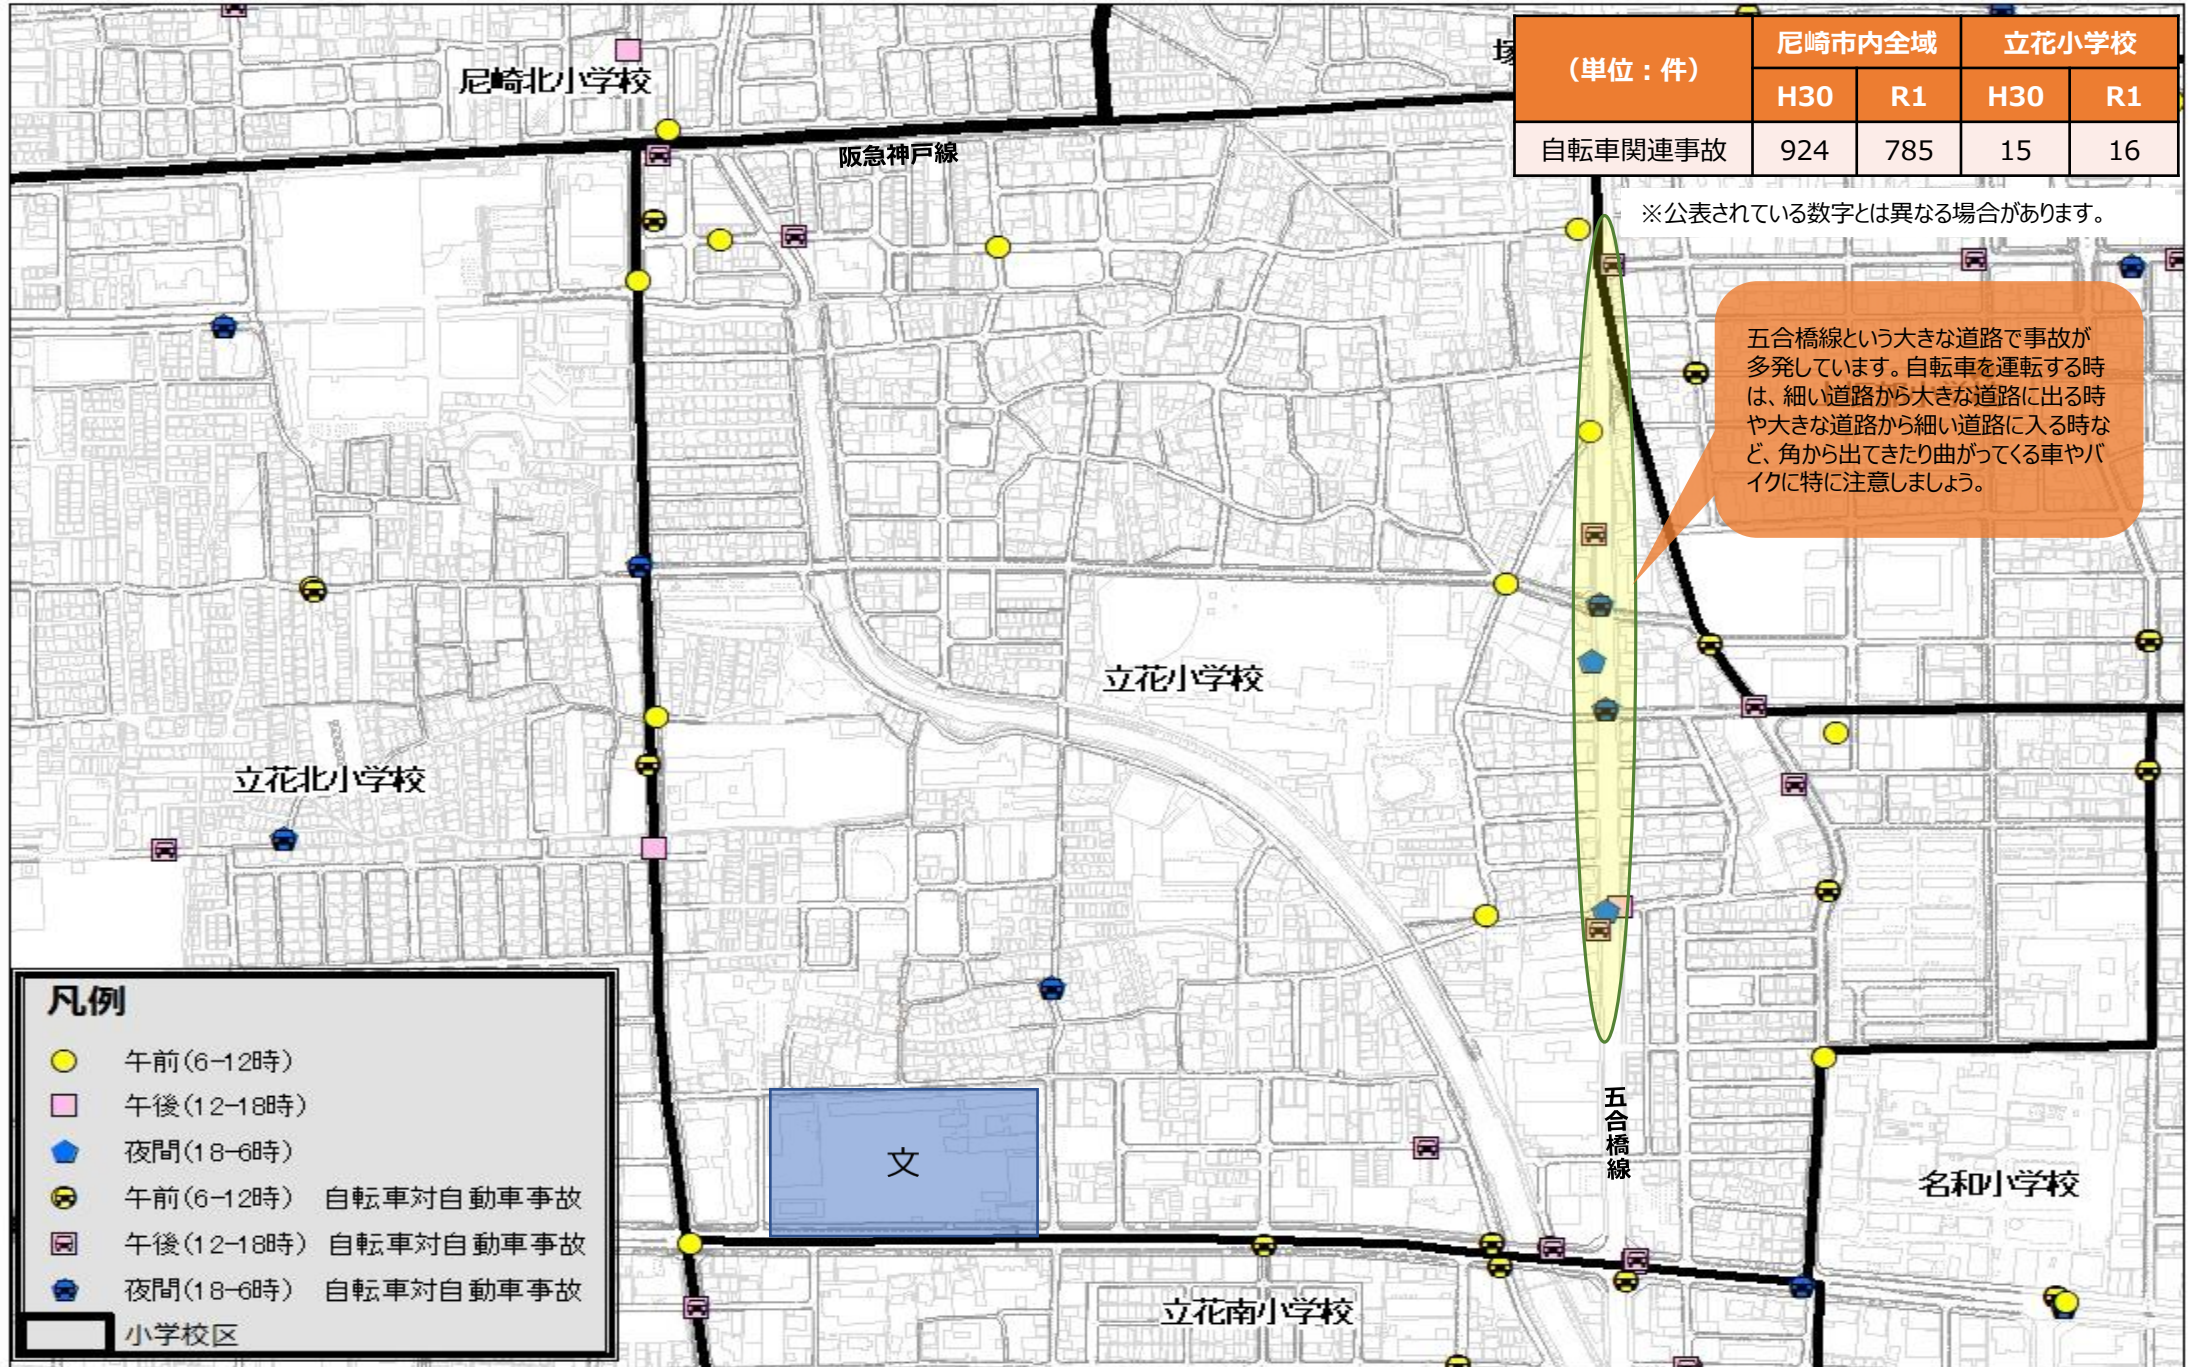 尼崎北小学校
阪急神戸線
(単位:件) 尼崎市内全域 立花小学校
H30 R1 H30 R1
自転車関連事故 924 785 15 16
※公表されている数字とは異なる場合があります。
五合橋線という大きな道路で事故が
多発しています。自転車を運転する時
は、細い道路から大きな道路に出る時
や大きな道路から細い道路に入る時な
ど、角から出てきたり曲がってくる車やバ
イクに特に注意しましょう。
立花小学校
立花北小学校
五合橋線
文
名和小学校
立花南小学校
凡例
午前(6-12時)
午後(12-18時)
夜間(18-6時)
午前(6-12時) 自転車対自動車事故
午後(12-18時) 自転車対自動車事故
夜間(18-6時) 自転車対自動車事故
小学校区